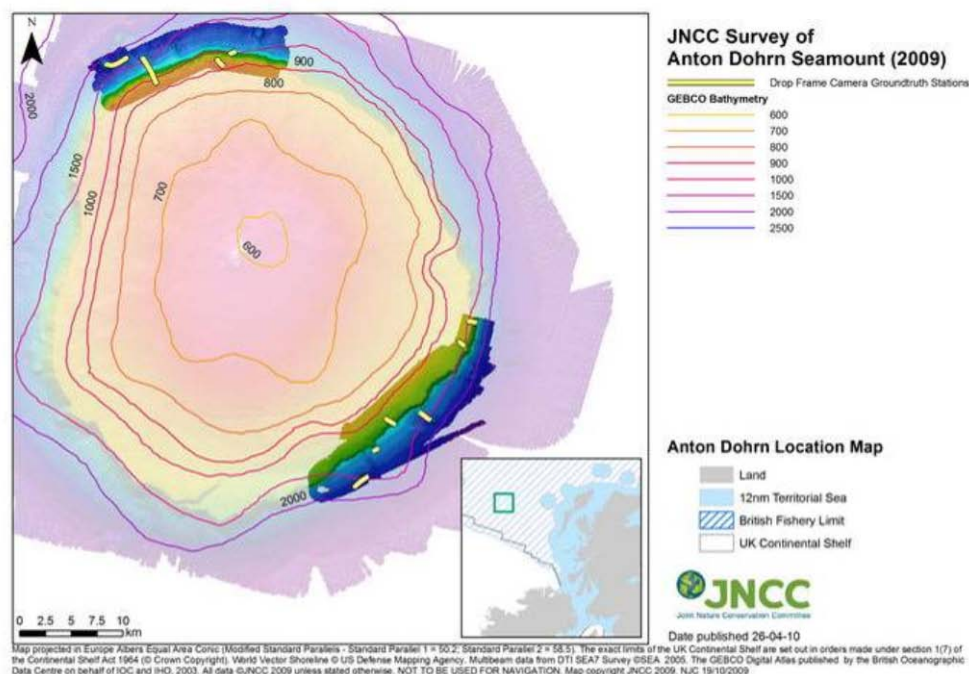 N
2000
1500
1000
900
800
700
600
2000
0 2.5 5 7.5 10
km
JNCC Survey of
Anton Dohrn Seamount (2009)
Drop Frame Camera Groundtruth Stations
GEBCO Bathymetry
600
700
800
900
1000
1500
2000
2500
Anton Dohrn Location Map
Land
12nm Territorial Sea
British Fishery Limit
UK Continental Shelf
JNCC
Joint Nature Conservation Committee
Date published 26-04-10
Map projected in Europe Albers Equal Area Conic (Modified Standard Parallels - Standard Parallel 1 = 50.2; Standard Parallel 2 = 58.5). The exact limits of the UK Continental Shelf are set out in orders made under section 1(7) of
the Continental Shelf Act 1964 (© Crown Copyright). World Vector Shoreline © US Defense Mapping Agency. Multibeam data from DTI SEA7 Survey ©SEA 2005. The GEBCO Digital Atlas published by the British Oceanographic
Data Centre on behalf of IOC and IHO, 2003. All data ©JNCC 2009 unless stated otherwise. NOT TO BE USED FOR NAVIGATION. Map copyright JNCC 2009. NJC 19/10/2009